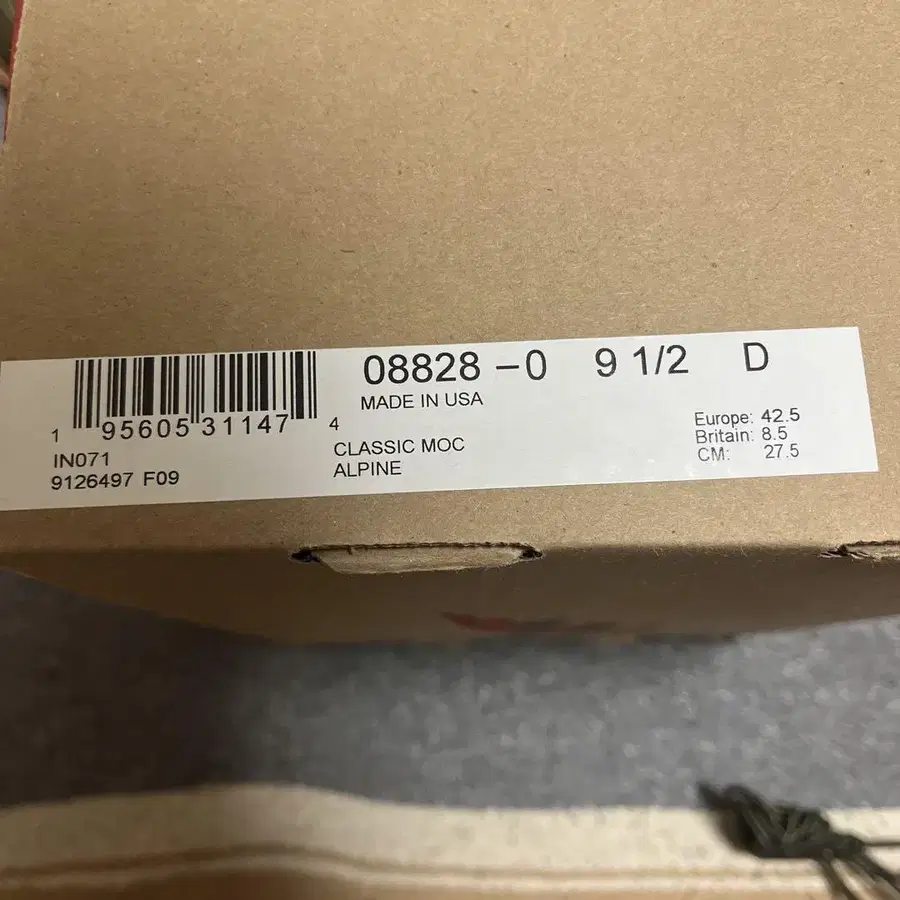 08828 -0 9 1/2 D
MADE IN USA
1 95605 31147 4
IN071
9126497 F09
CLASSIC MOC
ALPINE
Europe: 42.5
Britain: 8.5
CM: 27.5